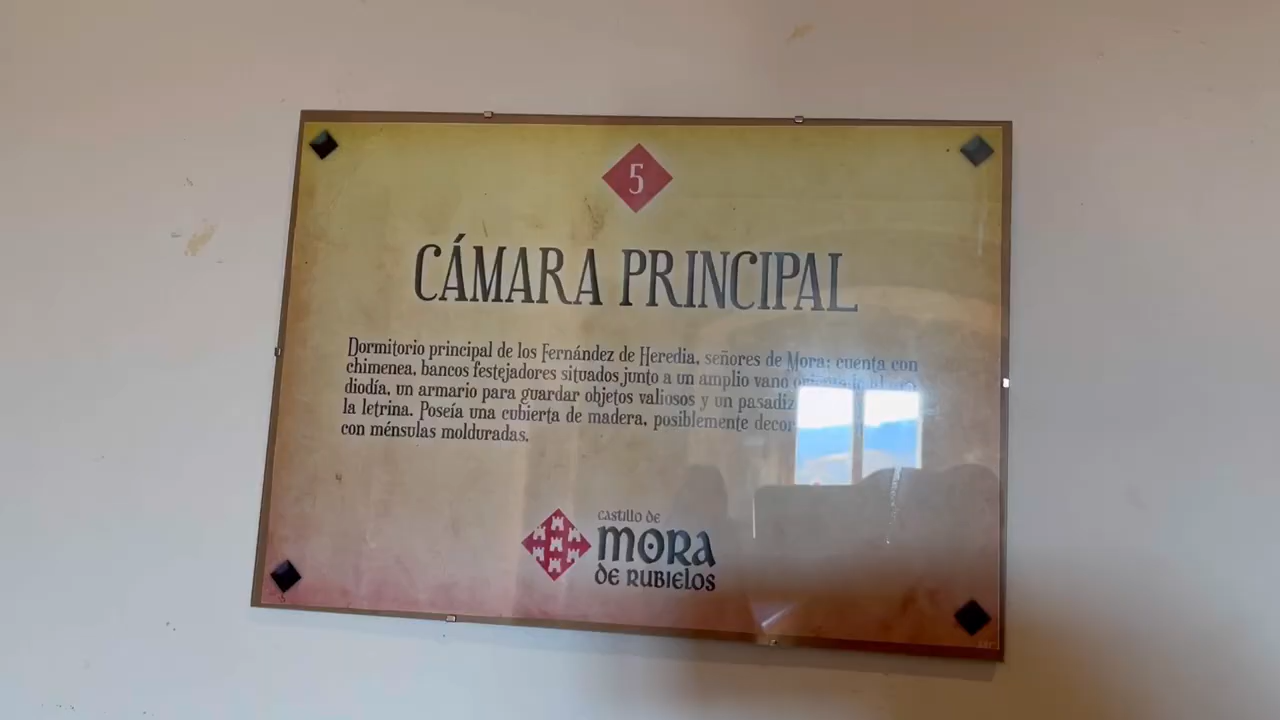 5
CÁMARA PRINCIPAL
Dormitorio principal de los Fernández de Heredia, señores de Mora; cuenta con
chimenea, bancos festejadores situados junto a un amplio vano
diodía, un armario para guardar objetos valiosos y un
la letrina. Poseía una cubierta de madera, posiblemente
con ménsulas molduradas.
CASTILLO DE
MORA
DE RUBIELOS